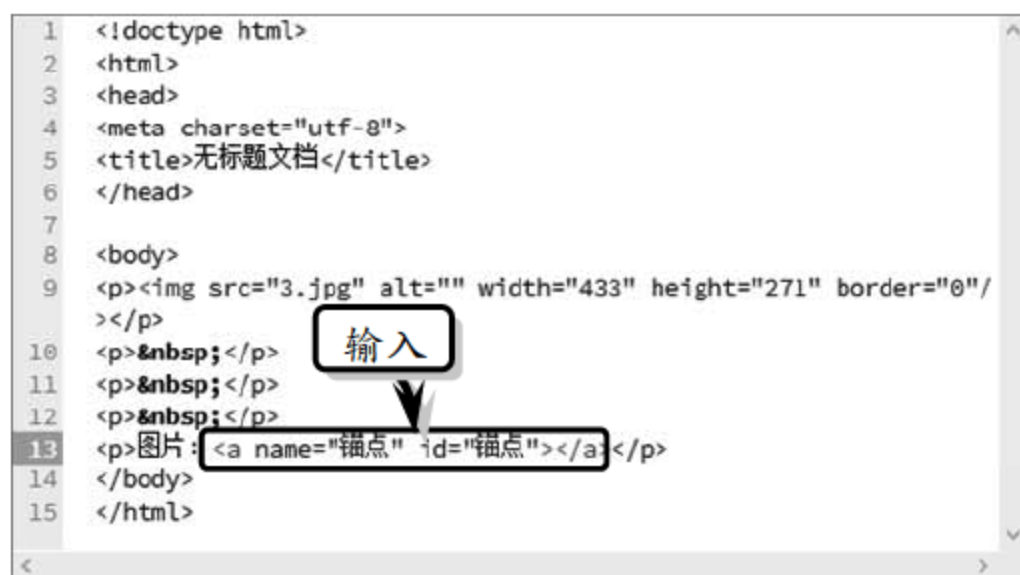 1 <!doctype html>
2 <html>
3 <head>
4 <meta charset="utf-8">
5 <title>无标题文档</title>
6 </head>
7
8 <body>
9 <p><img src="3.jpg" alt="" width="433" height="271" border="0"/
></p>
输入
10 <p>&nbsp;</p>
11 <p>&nbsp;</p>
12 <p>&nbsp;</p>
13 <p>图片：<a name="锚点" id="锚点"></a></p>
14 </body>
15 </html>